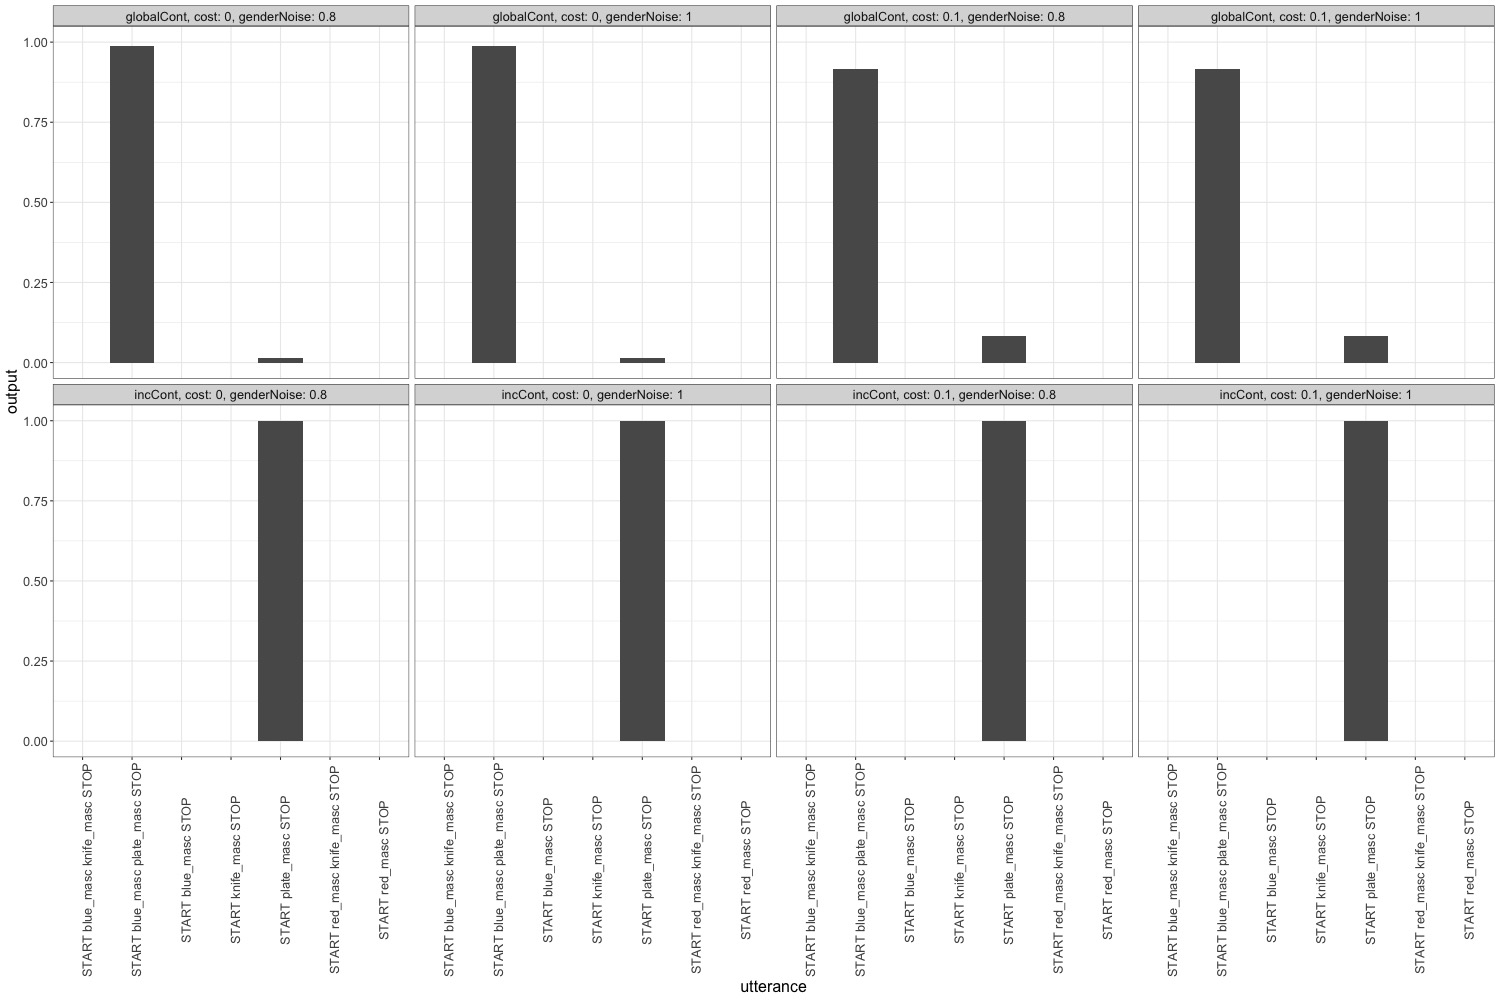 globalCont, cost: 0, genderNoise: 0.8
globalCont, cost: 0, genderNoise: 1
globalCont, cost: 0.1, genderNoise: 0.8
globalCont, cost: 0.1, genderNoise: 1
1.00
0.75
0.50
0.25
0.00
output
incCont, cost: 0, genderNoise: 0.8
incCont, cost: 0, genderNoise: 1
incCont, cost: 0.1, genderNoise: 0.8
incCont, cost: 0.1, genderNoise: 1
1.00
0.75
0.50
0.25
0.00
START blue_masc knife_masc STOP
START blue_masc plate_masc STOP
START blue_masc STOP
START knife_masc STOP
START plate_masc STOP
START red_masc knife_masc STOP
START red_masc STOP
START blue_masc knife_masc STOP
START blue_masc plate_masc STOP
START blue_masc STOP
START knife_masc STOP
START plate_masc STOP
START red_masc knife_masc STOP
START red_masc STOP
START blue_masc knife_masc STOP
START blue_masc plate_masc STOP
START blue_masc STOP
START knife_masc STOP
START plate_masc STOP
START red_masc knife_masc STOP
START red_masc STOP
START blue_masc knife_masc STOP
START blue_masc plate_masc STOP
START blue_masc STOP
START knife_masc STOP
START plate_masc STOP
START red_masc knife_masc STOP
START red_masc STOP
utterance